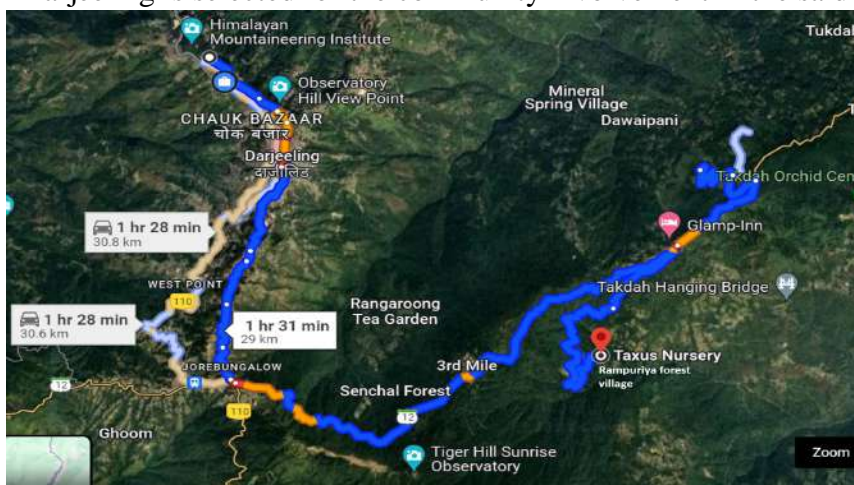 Himalayan
Mountaineering Institute
Tukdah
Observatory
Hill View Point
Mineral
Spring Village
CHAUK BAZAAR
चोक बजार
Dawaipani
Darjeeling
दार्जीलिङ
Takdah Orchid Cen
1 hr 28 min
30.8 km
Glamp-Inn
WEST POINT
110
Takdah Hanging Bridge
Rangaroong
Tea Garden
1 hr 28 min
30.6 km
1 hr 31 min
29 km
Taxus Nursery
Rampuriya forest
village
3rd Mile
JOREBUNGALOW
12
Senchal Forest
110
12
Ghoom
Tiger Hill Sunrise
Observatory
Zoom